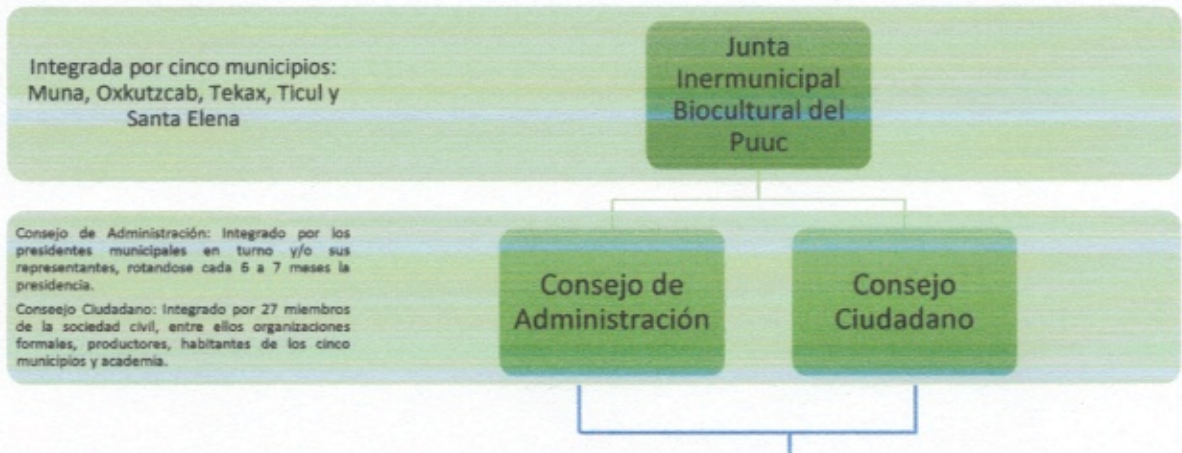 Integrada por cinco municipios:
Muna, Oxkutzcab, Tekax, Ticul y
Santa Elena
Junta
Inermunicipal
Biocultural del
Puuc
Consejo de Administración: Integrado por los
presidentes municipales en turno y/o sus
representantes, rotandose cada 6 a 7 meses la
presidencia.
Conseejo Ciudadano: Integrado por 27 miembros
de la sociedad civil, entre ellos organizaciones
formales, productores, habitantes de los cinco
municipios y academia.
Consejo de
Administración
Consejo
Ciudadano